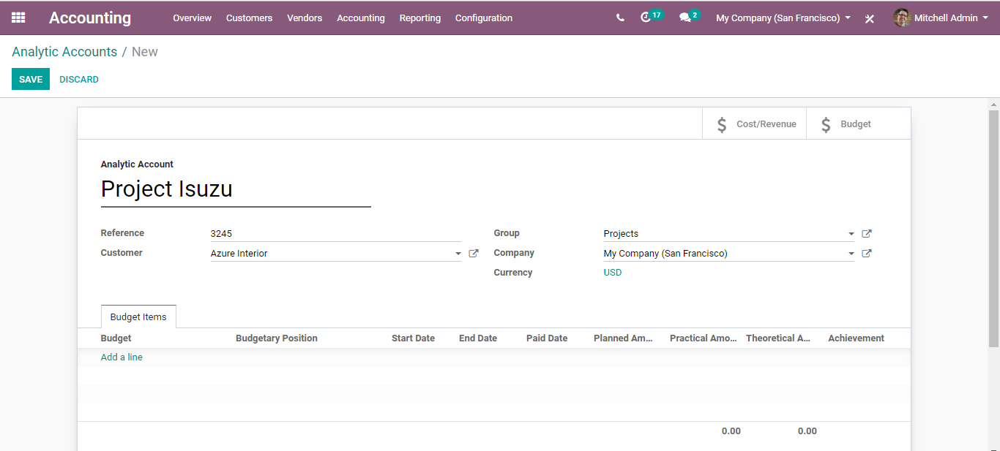 Accounting Overview Customers Vendors Accounting Reporting Configuration 17 2 My Company (San Francisco) Mitchell Admin
Analytic Accounts / New
SAVE DISCARD
$ Cost/Revenue $ Budget
Analytic Account
Project Isuzu
Reference 3245 Group Projects
Customer Azure Interior Company My Company (San Francisco)
Currency USD
Budget Items
Budget Budgetary Position Start Date End Date Paid Date Planned Am... Practical Amo... Theoretical A... Achievement
Add a line
0.00 0.00